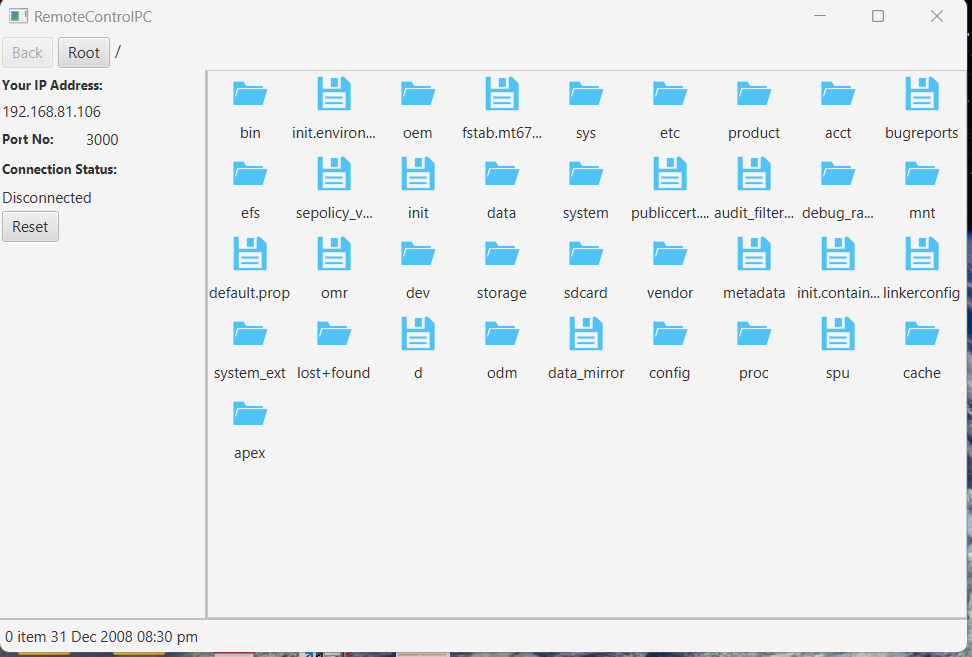 RemoteControlPC
Back Root /
Your IP Address:
192.168.81.106
Port No: 3000
Connection Status:
Disconnected
Reset
bin init.environ... oem fstab.mt67... sys etc product acct bugreports
efs sepolicy_v... init data system publiccert.... audit_filter... debug_ra... mnt
default.prop omr dev storage sdcard vendor metadata init.contain... linkerconfig
system_ext lost+found d odm data_mirror config proc spu cache
apex
0 item 31 Dec 2008 08:30 pm